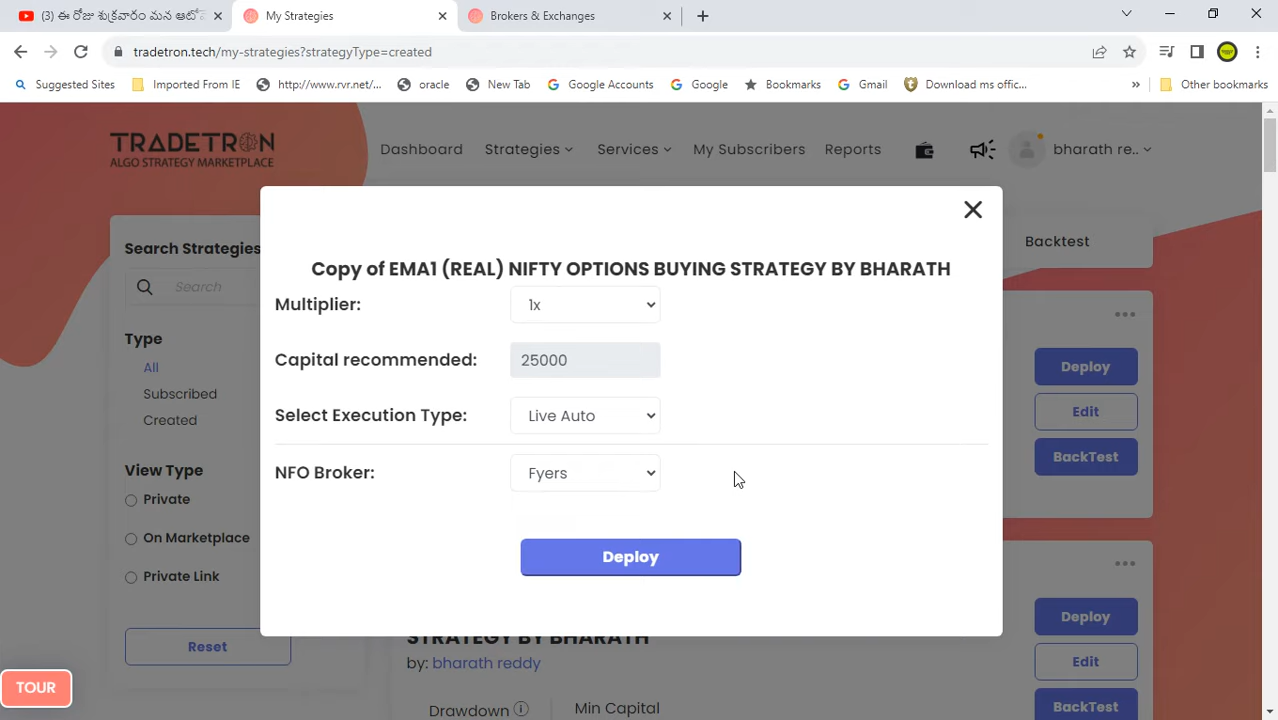 (3) ఈ రోజు శుక్రవారం మన ఆటో
My Strategies
Brokers & Exchanges
tradetron.tech/my-strategies?strategyType=created
Suggested Sites
Imported From IE
http://www.rvr.net/...
oracle
New Tab
Google Accounts
Google
Bookmarks
Gmail
Download ms offic...
»
Other bookmarks
TRADETRON
ALGO STRATEGY MARKETPLACE
Dashboard
Strategies
Services
My Subscribers
Reports
bharath re..
Search Strategies
Search
Type
All
Subscribed
Created
View Type
Private
On Marketplace
Private Link
Reset
TOUR
Copy of EMA1 (REAL) NIFTY OPTIONS BUYING STRATEGY BY BHARATH
Multiplier:
1x
Capital recommended:
25000
Select Execution Type:
Live Auto
NFO Broker:
Fyers
Deploy
Backtest
Deploy
Edit
BackTest
STRATEGY BY BHARATH
by: bharath reddy
Drawdown
Min Capital
Deploy
Edit
BackTest